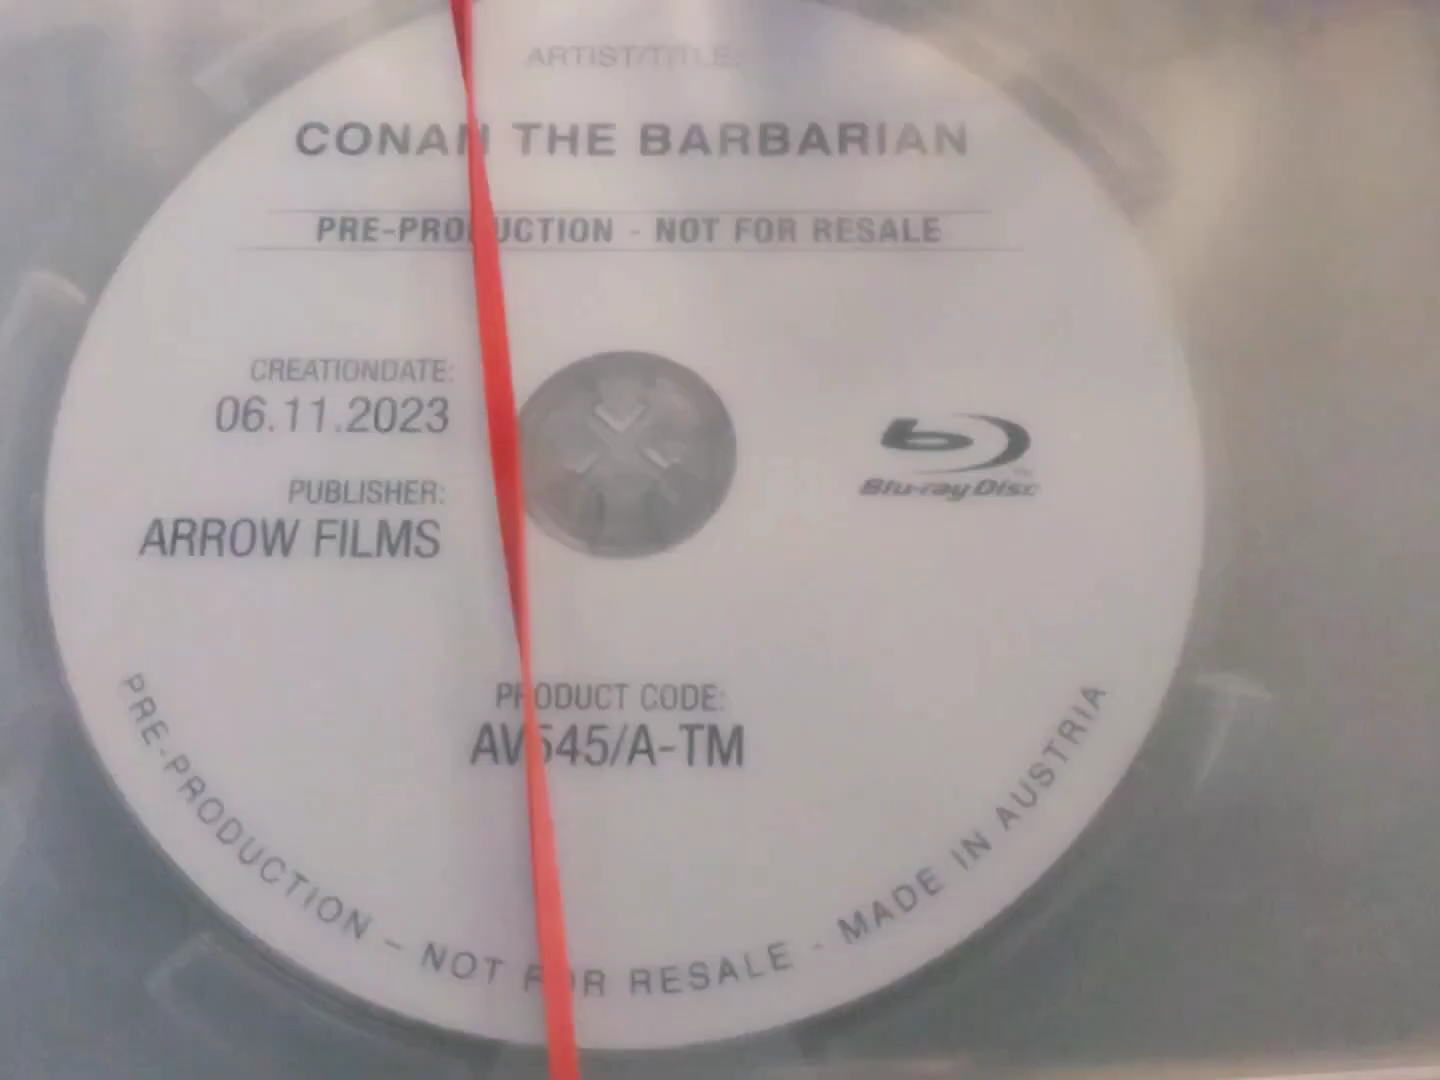 ARTIST/TITLE:
CONAN THE BARBARIAN
PRE-PRODUCTION - NOT FOR RESALE
CREATIONDATE:
06.11.2023
PUBLISHER:
ARROW FILMS
Blu-ray Disc
PRODUCT CODE:
AV545/A-TM
PRE-PRODUCTION - NOT FOR RESALE - MADE IN AUSTRIA